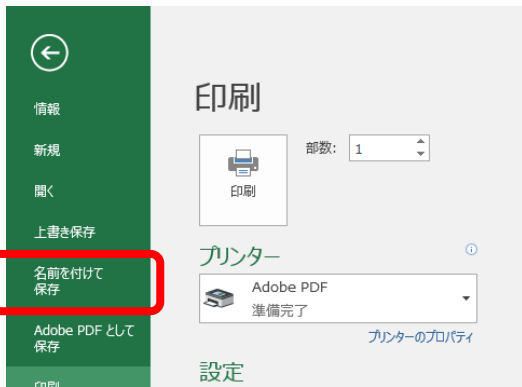 情報
新規
開く
上書き保存
名前を付けて
保存
Adobe PDF として
保存
印刷
印刷
部数: 1
印刷
プリンター
Adobe PDF
準備完了
プリンターのプロパティ
設定